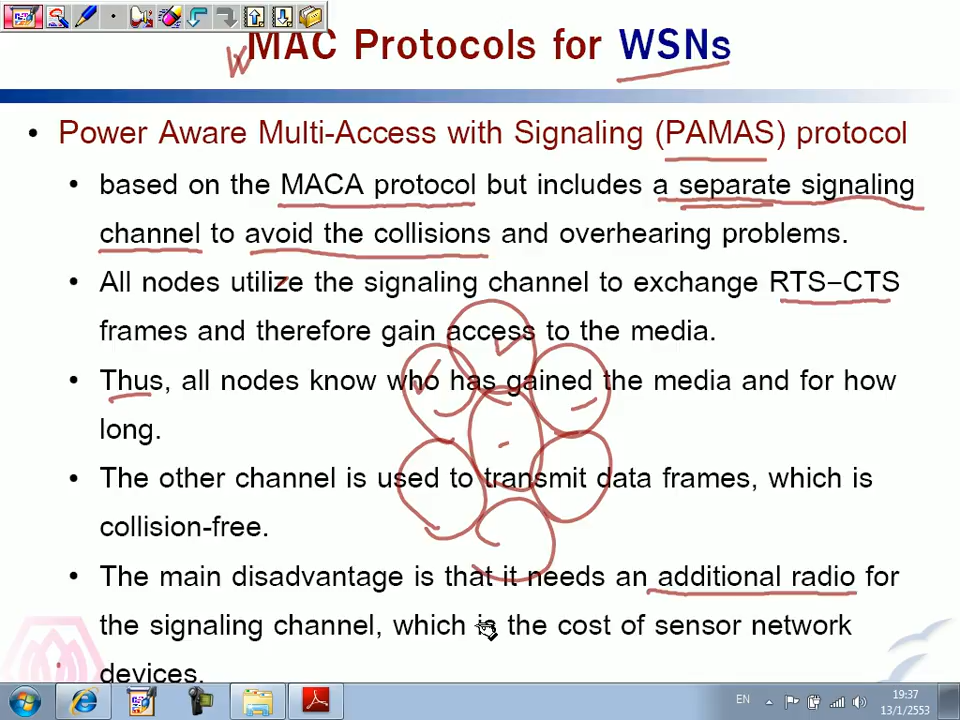 W
MAC Protocols for WSNs
• Power Aware Multi-Access with Signaling (PAMAS) protocol
• based on the MACA protocol but includes a separate signaling
channel to avoid the collisions and overhearing problems.
• All nodes utilize the signaling channel to exchange RTS–CTS
frames and therefore gain access to the media.
• Thus, all nodes know who has gained the media and for how
long.
• The other channel is used to transmit data frames, which is
collision-free.
• The main disadvantage is that it needs an additional radio for
the signaling channel, which is the cost of sensor network
devices.
EN
19:37
13/1/2553